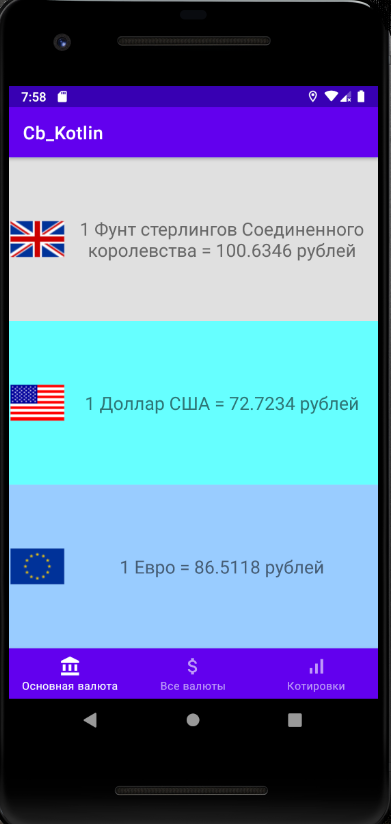 7:58
Cb_Kotlin
1 Фунт стерлингов Соединенного
королевства = 100.6346 рублей
1 Доллар США = 72.7234 рублей
1 Евро = 86.5118 рублей
Основная валюта
Все валюты
Котировки